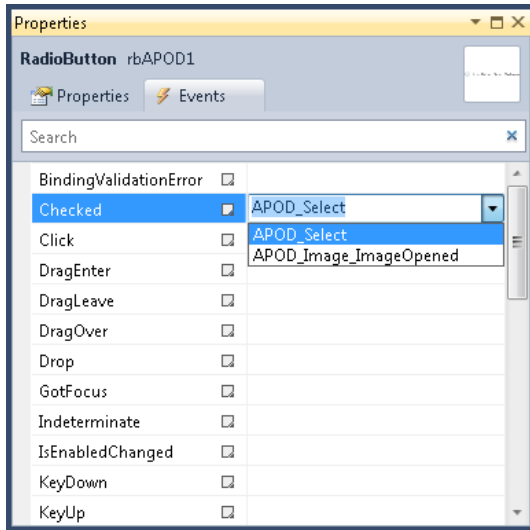 Properties
RadioButton rbAPOD1
Properties Events
Search
BindingValidationError
Checked APOD_Select
Click APOD_Select
APOD_Image_ImageOpened
DragEnter
DragLeave
DragOver
Drop
GotFocus
Indeterminate
IsEnabledChanged
KeyDown
KeyUp